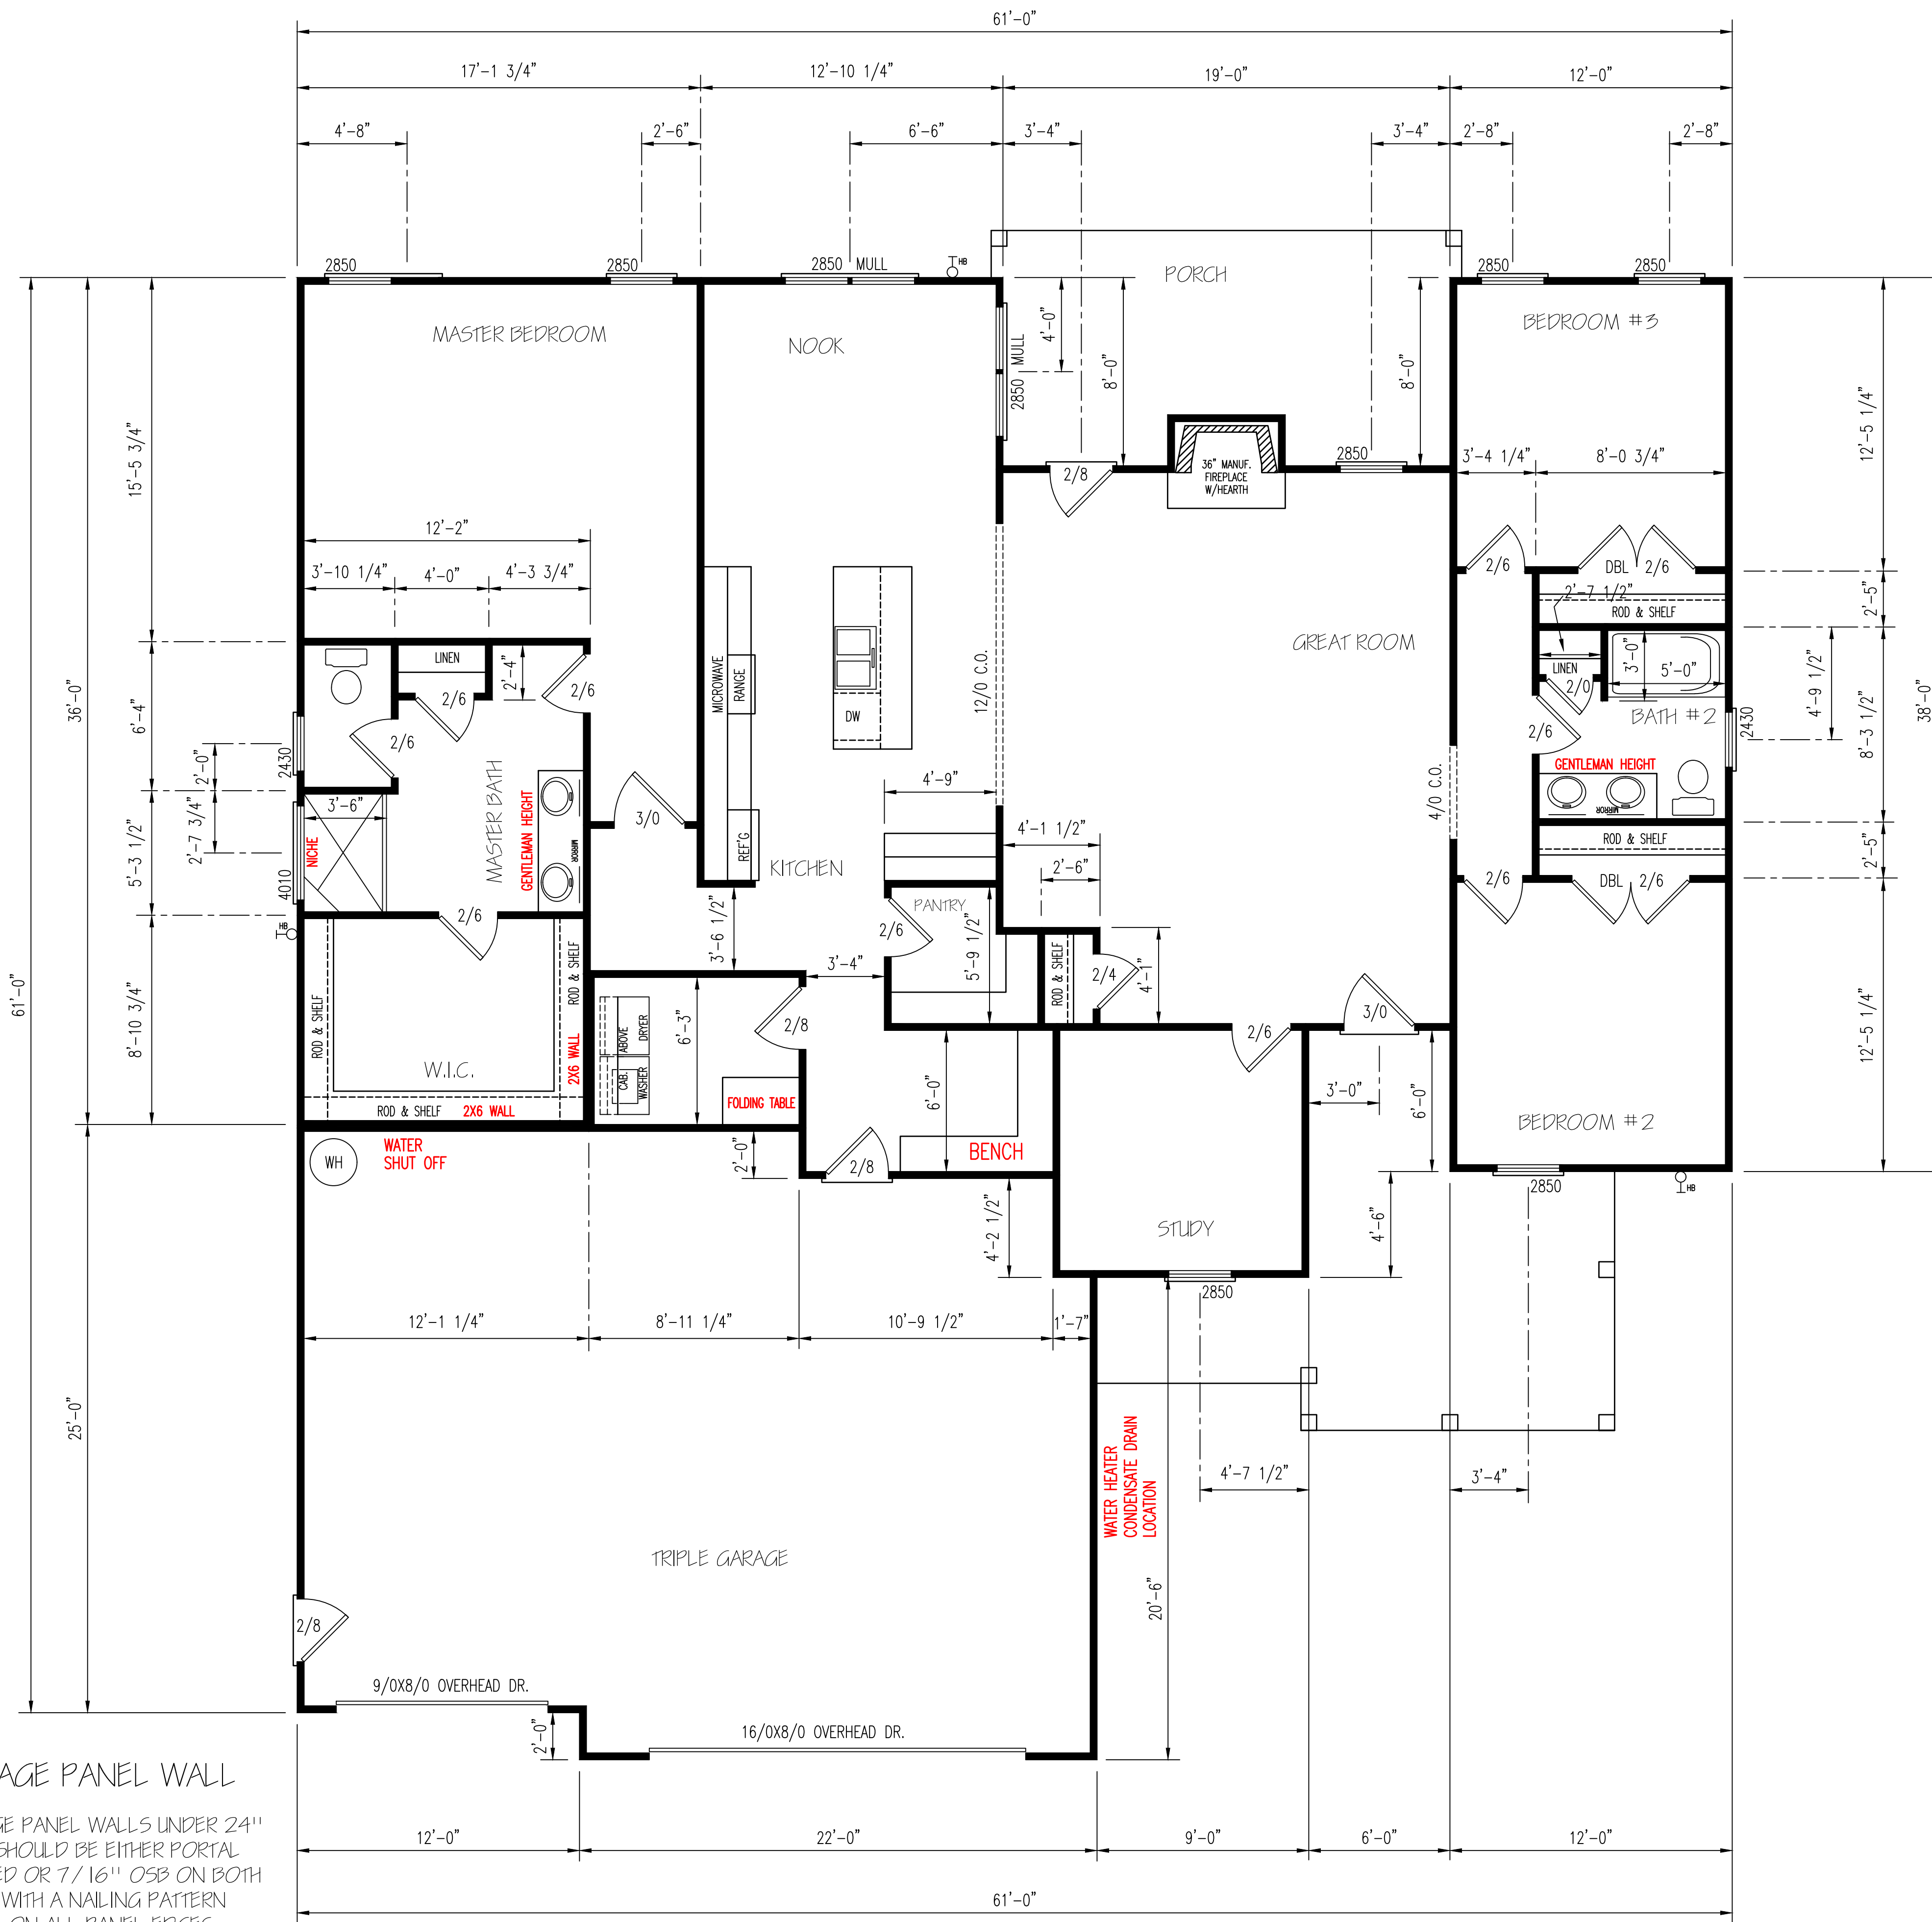 61'-0"
17'-1 3/4"
12'-10 1/4"
19'-0"
12'-0"
4'-8"
2'-6"
6'-6"
3'-4"
3'-4"
2'-8"
2'-8"
2850
2850
2850 MULL
HB
PORCH
2850
2850
MASTER BEDROOM
NOOK
2850 MULL
4'-0"
8'-0"
8'-0"
BEDROOM #3
12'-5 1/4"
15'-5 3/4"
36'-0"
61'-0"
38'-0"
2/8
36" MANUF.
FIREPLACE
W/HEARTH
2850
3'-4 1/4"
8'-0 3/4"
12'-2"
3'-10 1/4"
4'-0"
4'-3 3/4"
2/6
DBL 2/6
2'-7 1/2"
ROD & SHELF
2'-5"
LINEN
2'-4"
2/6
2/6
2/6
MICROWAVE
RANGE
DW
12/0 C.O.
GREAT ROOM
LINEN
3'-0"
5'-0"
2/0
2/6
BATH #2
2430
4'-9 1/2"
8'-3 1/2"
GENTLEMAN HEIGHT
MIRROR
4/0 C.O.
6'-4"
2'-0"
2430
MASTER BATH
GENTLEMAN HEIGHT
MIRROR
3'-6"
NICHE
4010
5'-3 1/2"
2'-7 3/4"
3/0
REF'G
KITCHEN
4'-9"
4'-1 1/2"
2'-6"
ROD & SHELF
2'-5"
2/6
DBL 2/6
HB
2/6
PANTRY
2/6
5'-9 1/2"
3'-6 1/2"
3'-4"
ROD & SHELF
2/4
4'-1"
8'-10 3/4"
ROD & SHELF
ROD & SHELF
2X6 WALL
W.I.C.
ROD & SHELF
2X6 WALL
CAB. ABOVE
DRYER
WASHER
6'-3"
2/8
FOLDING TABLE
6'-0"
BENCH
2/8
2'-0"
2/6
3/0
3'-0"
6'-0"
12'-5 1/4"
BEDROOM #2
2850
HB
WH
WATER
SHUT OFF
4'-2 1/2"
STUDY
4'-6"
2850
12'-1 1/4"
8'-11 1/4"
10'-9 1/2"
1'-7"
25'-0"
WATER HEATER
CONDENSATE DRAIN
LOCATION
4'-7 1/2"
3'-4"
TRIPLE GARAGE
20'-6"
2/8
9/0X8/0 OVERHEAD DR.
2'-0"
16/0X8/0 OVERHEAD DR.
AGE PANEL WALL
GE PANEL WALLS UNDER 24"
SHOULD BE EITHER PORTAL
ED OR 7/16" OSB ON BOTH
WITH A NAILING PATTERN
ON ALL PANEL EDGES
12'-0"
22'-0"
9'-0"
6'-0"
12'-0"
61'-0"